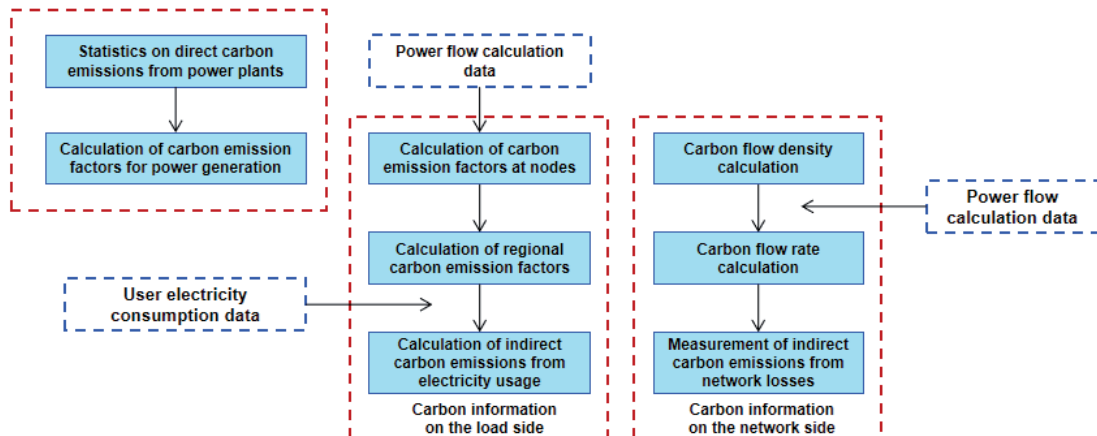 Statistics on direct carbon
emissions from power plants
Calculation of carbon emission
factors for power generation
Power flow calculation
data
Calculation of carbon
emission factors at nodes
Calculation of regional
carbon emission factors
User electricity
consumption data
Calculation of indirect
carbon emissions from
electricity usage
Carbon information
on the load side
Carbon flow density
calculation
Power flow
calculation data
Carbon flow rate
calculation
Measurement of indirect
carbon emissions from
network losses
Carbon information
on the network side